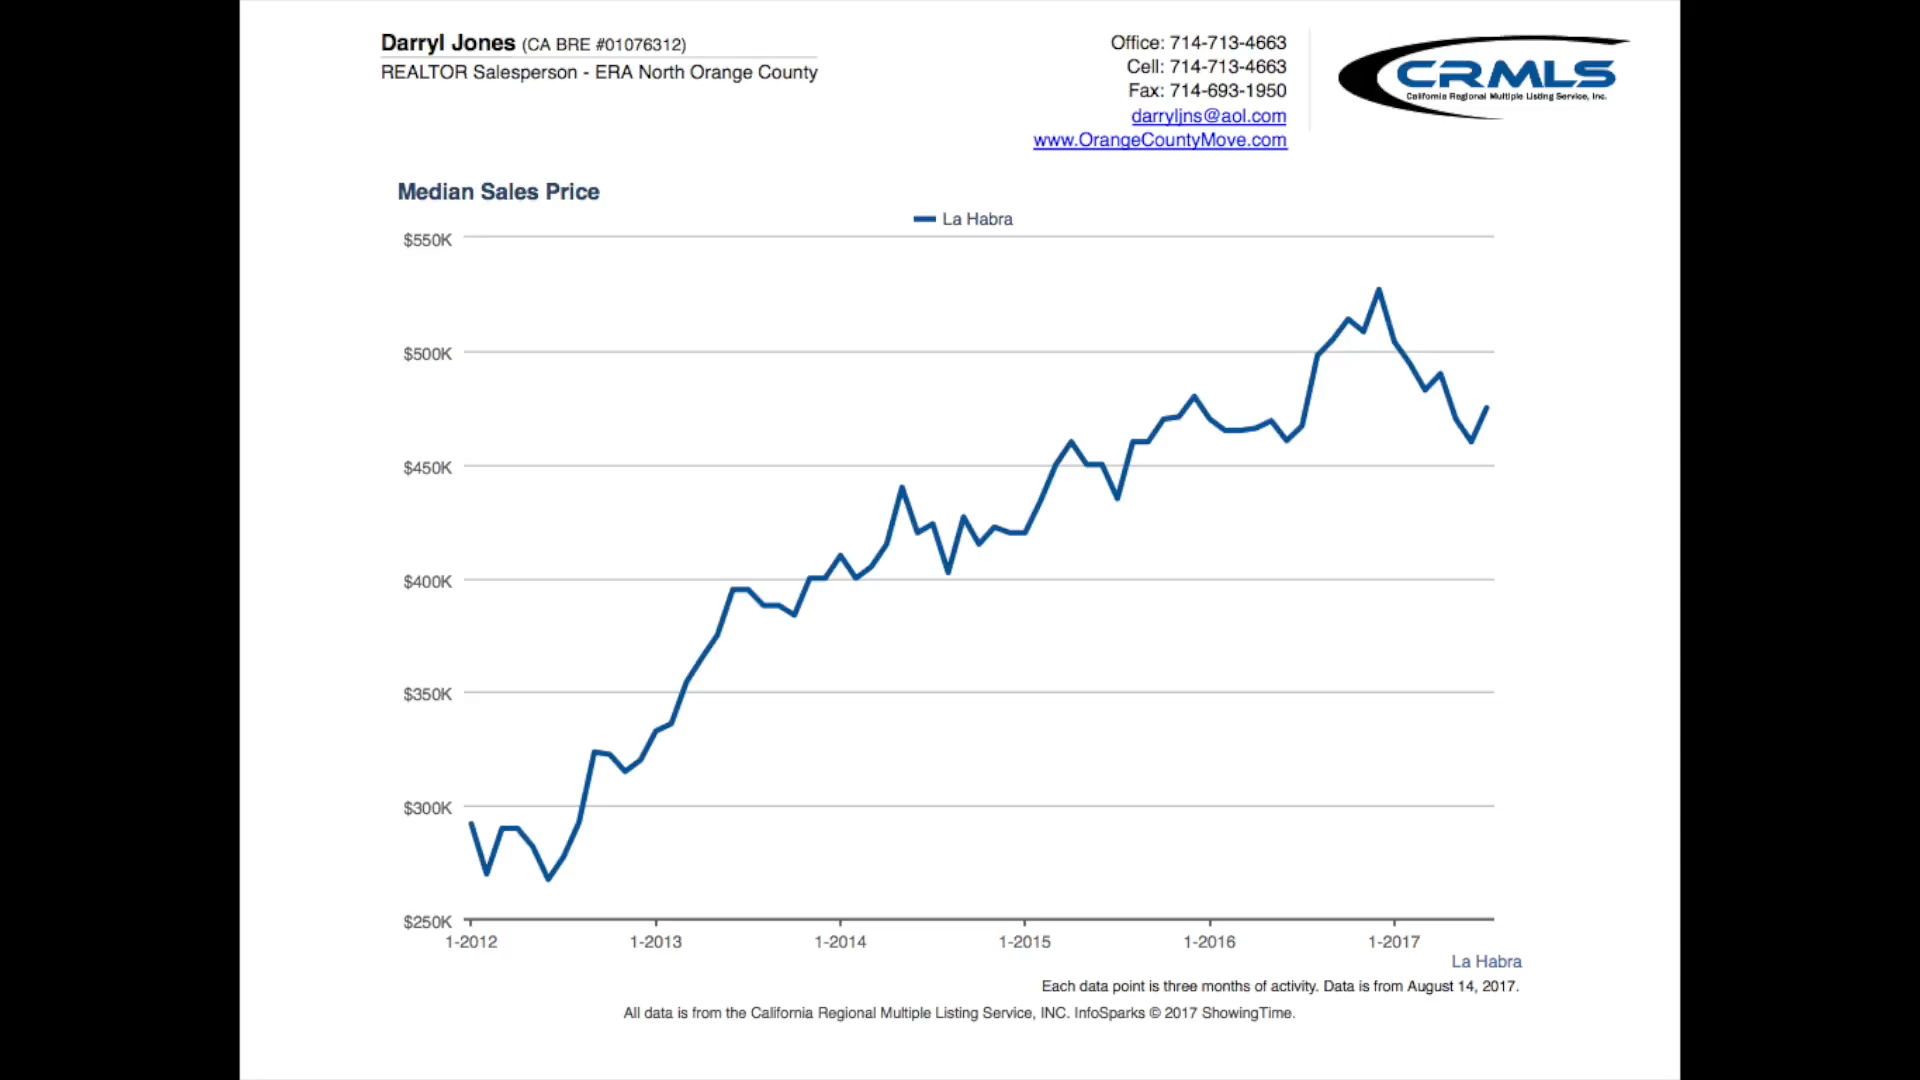 Darryl Jones (CA BRE #01076312)
REALTOR Salesperson - ERA North Orange County
Office: 714-713-4663
Cell: 714-713-4663
Fax: 714-693-1950
darryljns@aol.com
www.OrangeCountyMove.com
CRMLS
California Regional Multiple Listing Service, Inc.
Median Sales Price
La Habra
$550K
$500K
$450K
$400K
$350K
$300K
$250K
1-2012 1-2013 1-2014 1-2015 1-2016 1-2017
La Habra
Each data point is three months of activity. Data is from August 14, 2017.
All data is from the California Regional Multiple Listing Service, INC. InfoSparks © 2017 ShowingTime.